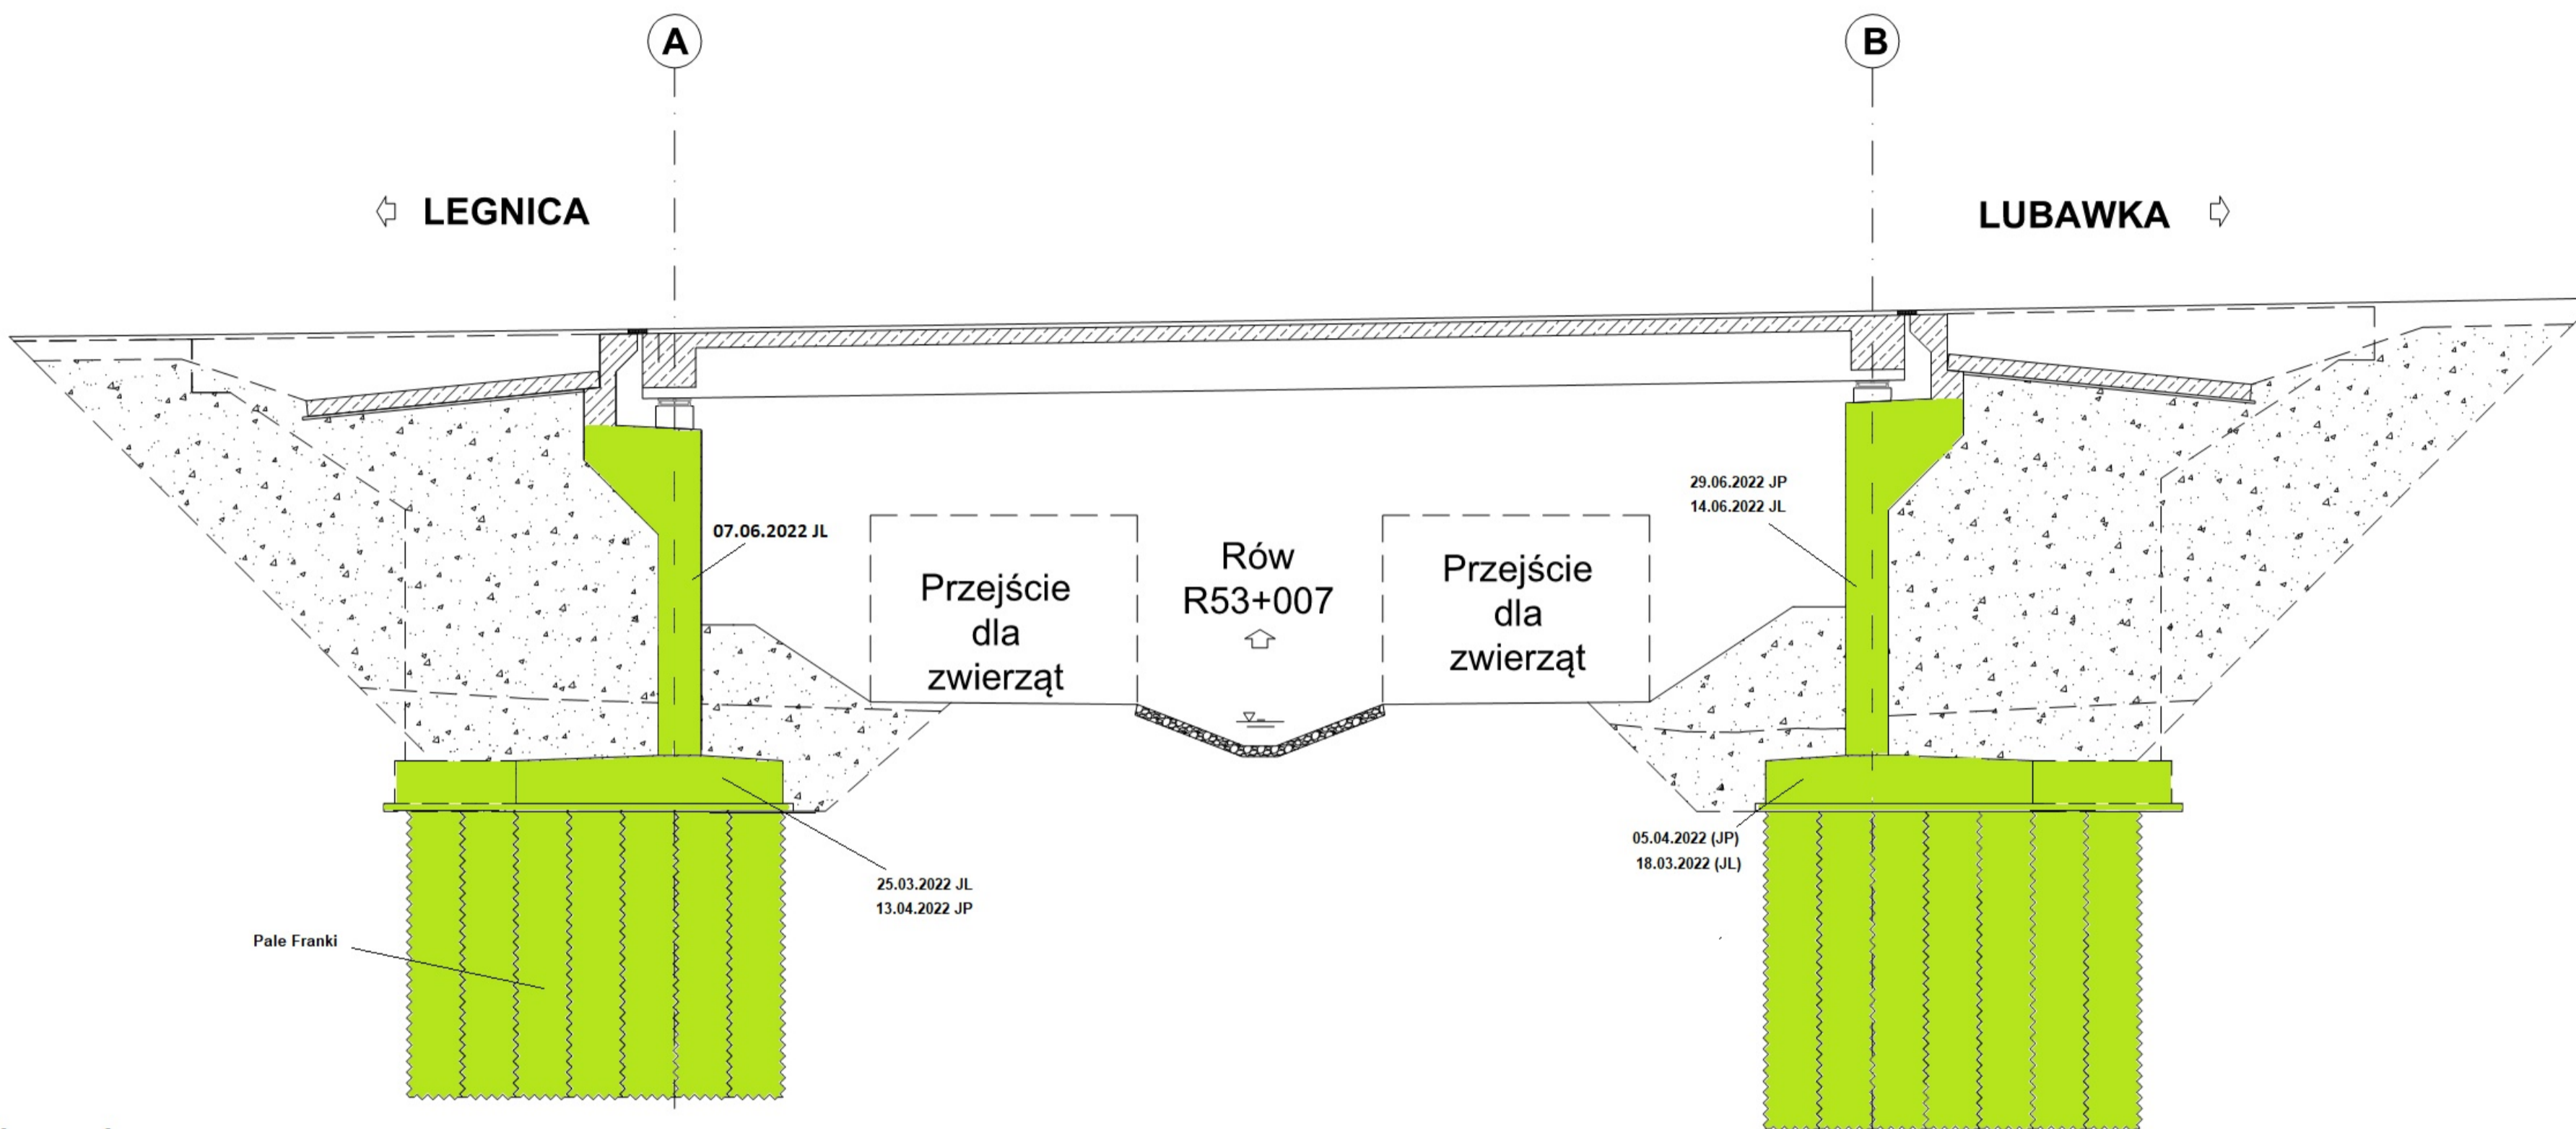 A
B
LEGNICA
LUBAWKA
29.06.2022 JP
14.06.2022 JL
07.06.2022 JL
Przejście
dla
zwierząt
Rów
R53+007
Przejście
dla
zwierząt
05.04.2022 (JP)
18.03.2022 (JL)
25.03.2022 JL
13.04.2022 JP
Pale Franki